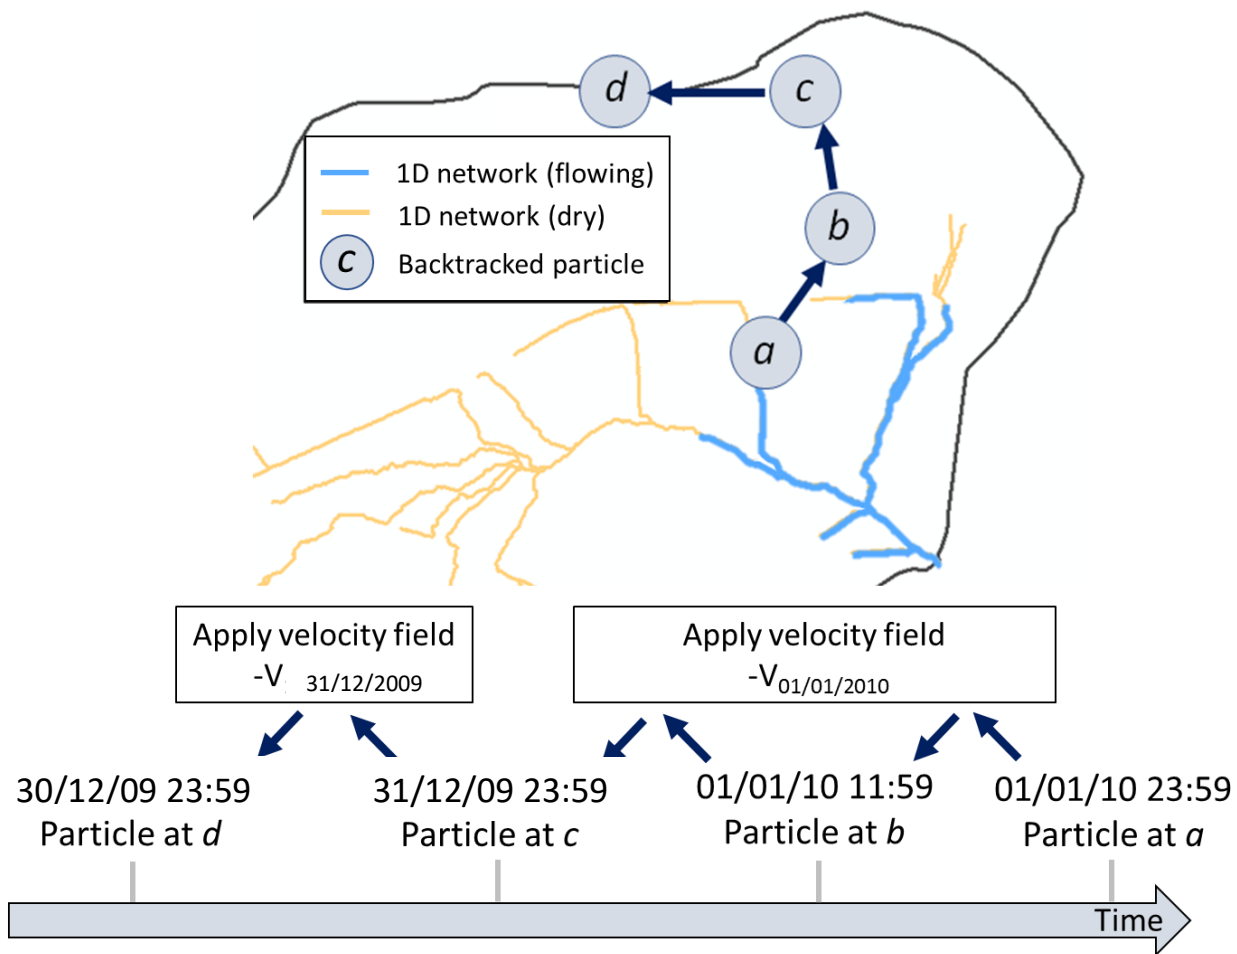 d
c
1D network (flowing)
1D network (dry)
c
Backtracked particle
b
a
Apply velocity field
-V 31/12/2009
Apply velocity field
-V01/01/2010
30/12/09 23:59
Particle at d
31/12/09 23:59
Particle at c
01/01/10 11:59
Particle at b
01/01/10 23:59
Particle at a
Time